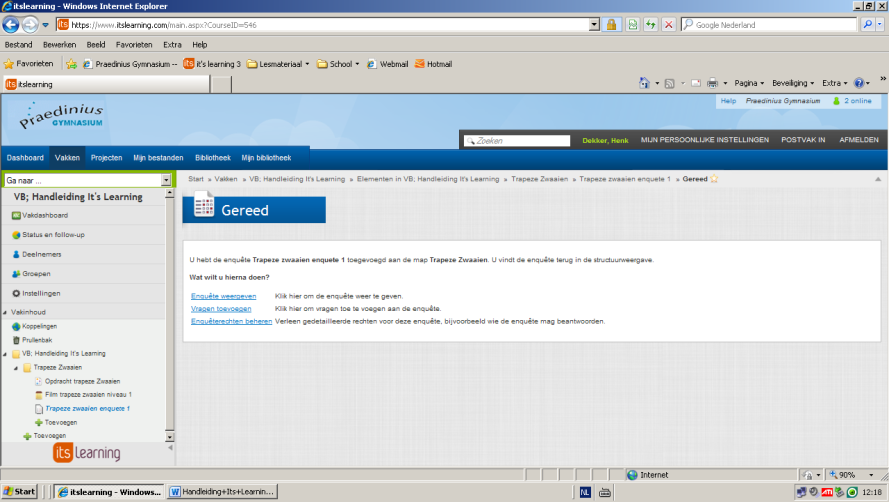 itslearning - Windows Internet Explorer
https://www.itslearning.com/main.aspx?CourseID=546
Google Nederland
Bestand Bewerken Beeld Favorieten Extra Help
Favorieten Praedinius Gymnasium -- it's learning 3 Lesmateriaal School Webmail Hotmail
itslearning Pagina Beveiliging Extra »
Help Praedinius Gymnasium 2 online
Praedinius
GYMNASIUM
Zoeken Dekker, Henk MIJN PERSOONLIJKE INSTELLINGEN POSTVAK IN AFMELDEN
Dashboard Vakken Projecten Mijn bestanden Bibliotheek Mijn bibliotheek
Ga naar ...
Start » Vakken » VB; Handleiding It's Learning » Elementen in VB; Handleiding It's Learning » Trapeze Zwaaien » Trapeze zwaaien enquete 1 » Gereed
VB; Handleiding It's Learning
Gereed
Vakdashboard
Status en follow-up
Deelnemers
Groepen
Instellingen
Vakinhoud
Koppelingen
Prullenbak
VB; Handleiding It's Learning
Trapeze Zwaaien
Opdracht trapeze Zwaaien
Film trapeze zwaaien niveau 1
Trapeze zwaaien enquete 1
Toevoegen
Toevoegen
its learning
U hebt de enquête Trapeze zwaaien enquete 1 toegevoegd aan de map Trapeze Zwaaien. U vindt de enquête terug in de structuurweergave.
Wat wilt u hierna doen?
Enquête weergeven Klik hier om de enquête weer te geven.
Vragen toevoegen Klik hier om vragen toe te voegen aan de enquête.
Enquêterechten beheren Verleen gedetailleerde rechten voor deze enquête, bijvoorbeeld wie de enquête mag beantwoorden.
Internet 90%
Start itslearning - Windows... Handleiding+Its+Learnin... NL ATI 12:18